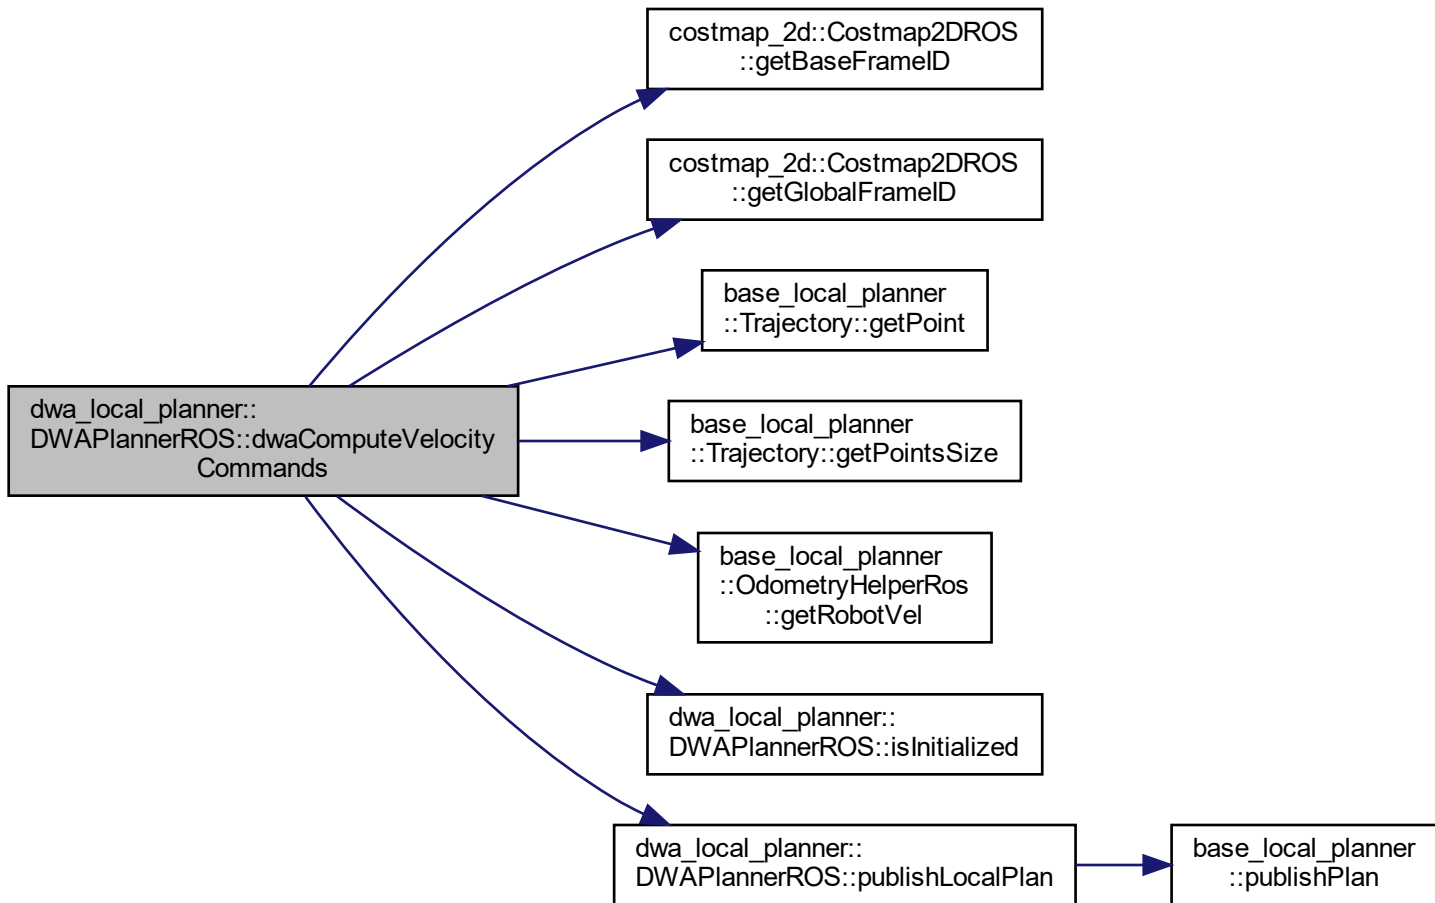 costmap_2d::Costmap2DROS
::getBaseFrameID
costmap_2d::Costmap2DROS
::getGlobalFrameID
base_local_planner
::Trajectory::getPoint
dwa_local_planner::
DWAPlannerROS::dwaComputeVelocity
Commands
base_local_planner
::Trajectory::getPointsSize
base_local_planner
::OdometryHelperRos
::getRobotVel
dwa_local_planner::
DWAPlannerROS::isInitialized
dwa_local_planner::
DWAPlannerROS::publishLocalPlan
base_local_planner
::publishPlan